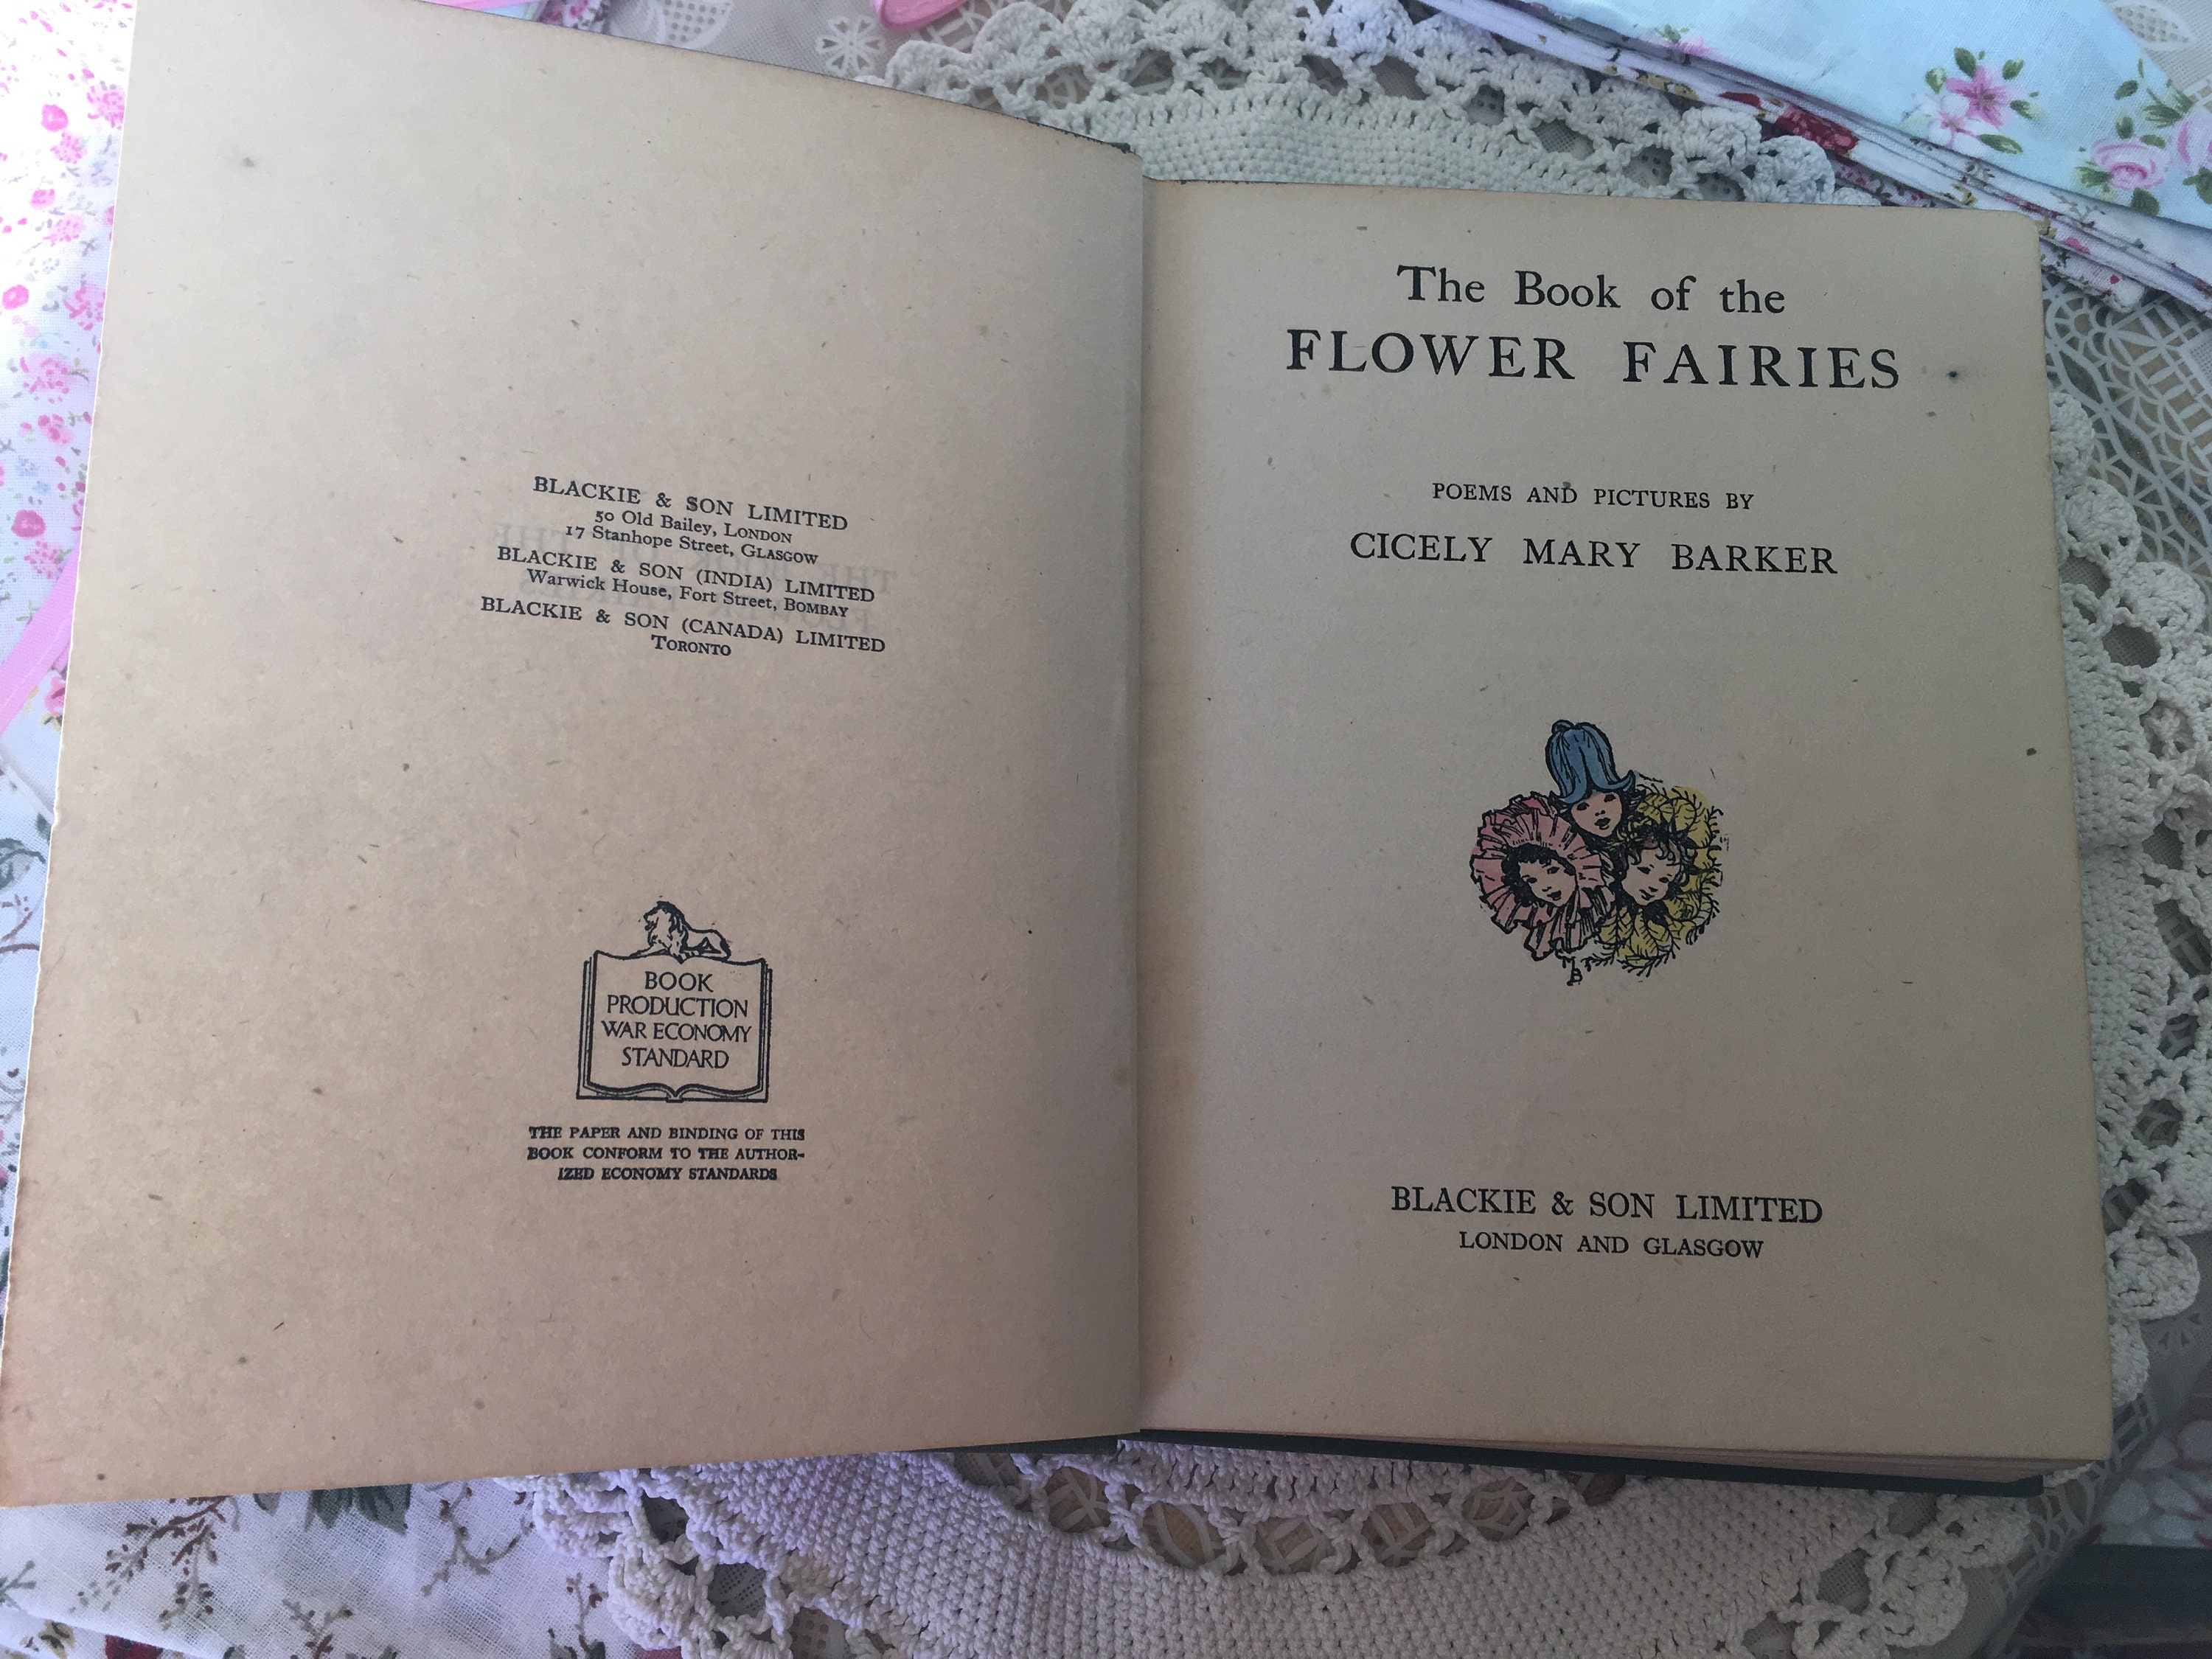 BLACKIE & SON LIMITED
50 Old Bailey, LONDON
17 Stanhope Street, GLASGOW
BLACKIE & SON (INDIA) LIMITED
Warwick House, Fort Street, BOMBAY
BLACKIE & SON (CANADA) LIMITED
TORONTO
BOOK
PRODUCTION
WAR ECONOMY
STANDARD
THE PAPER AND BINDING OF THIS
BOOK CONFORM TO THE AUTHOR-
IZED ECONOMY STANDARDS
The Book of the
FLOWER FAIRIES
POEMS AND PICTURES BY
CICELY MARY BARKER
BLACKIE & SON LIMITED
LONDON AND GLASGOW